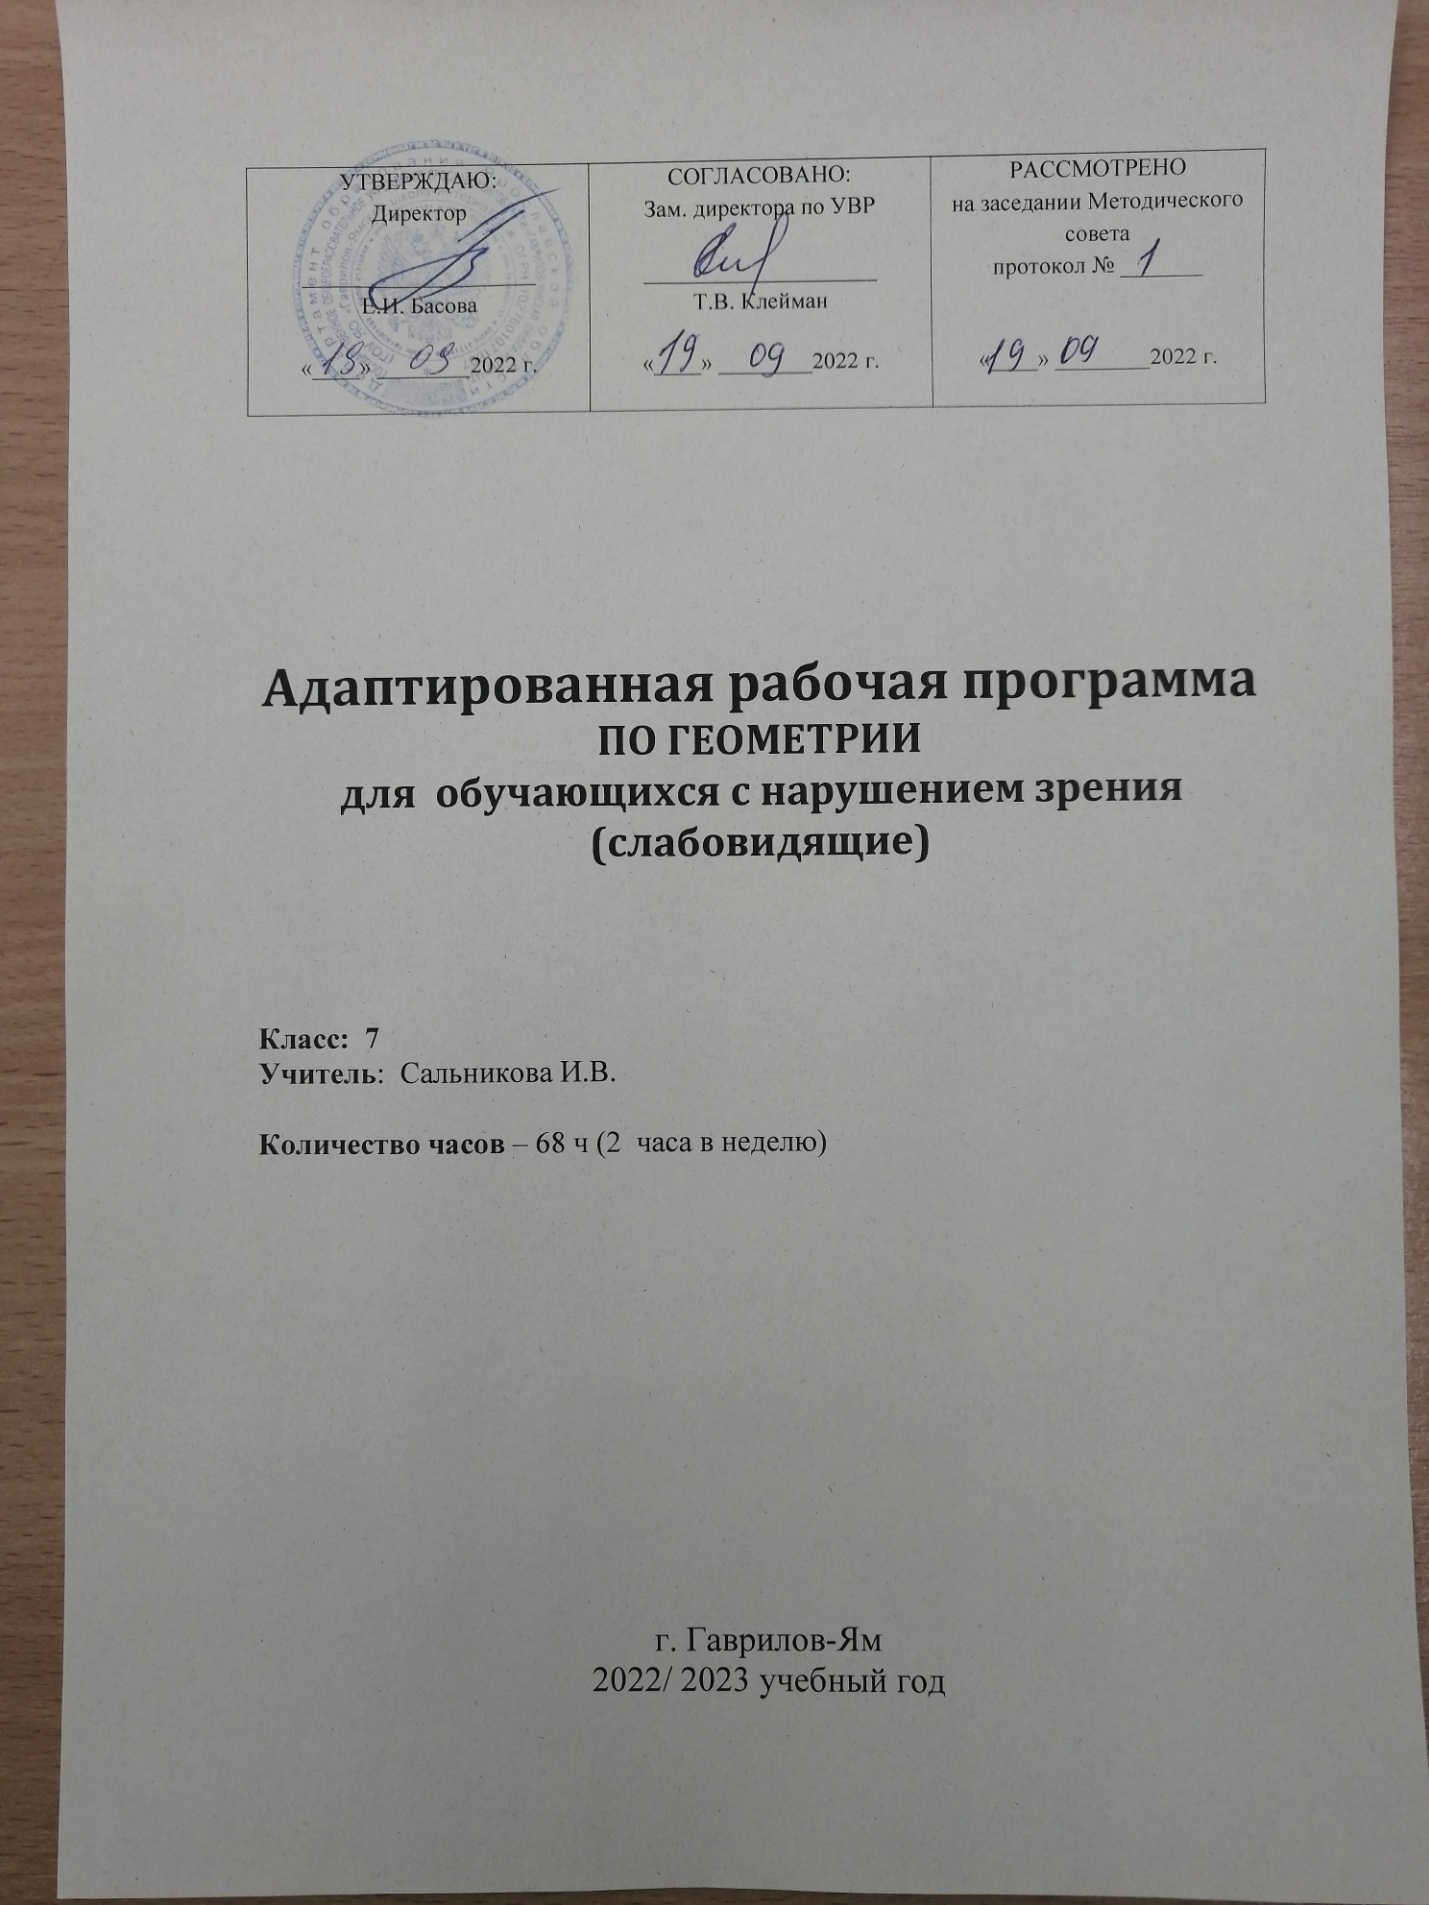 УТВЕРЖДАЮ:
Директор
Е.И. Басова
«19» 09 2022 г.
СОГЛАСОВАНО:
Зам. директора по УВР
Т.В. Клейман
«19» 09 2022 г.
РАССМОТРЕНО
на заседании Методического
совета
протокол № 1
«19» 09 2022 г.
Адаптированная рабочая программа
ПО ГЕОМЕТРИИ
для обучающихся с нарушением зрения
(слабовидящие)
Класс: 7
Учитель: Сальникова И.В.
Количество часов – 68 ч (2 часа в неделю)
г. Гаврилов-Ям
2022/ 2023 учебный год